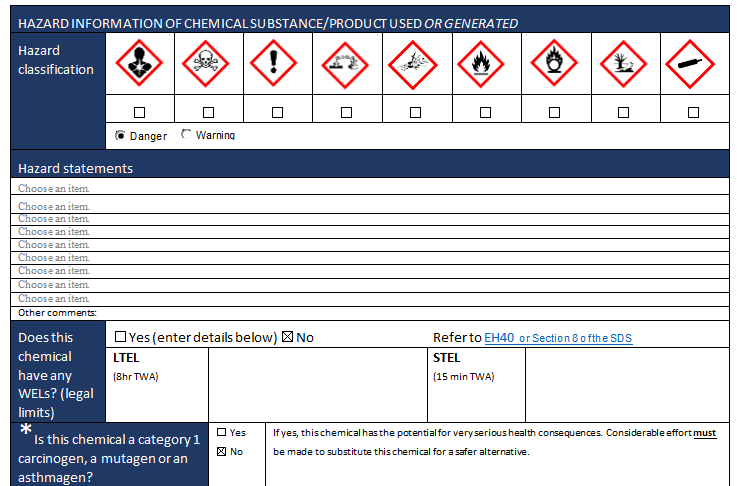 HAZARD INFORMATION OF CHEMICAL SUBSTANCE/PRODUCT USED OR GENERATED
Hazard
classification
☐ ☐ ☐ ☐ ☐ ☐ ☐ ☐ ☐
Danger Warning
Hazard statements
Choose an item.
Choose an item.
Choose an item.
Choose an item.
Choose an item.
Choose an item.
Choose an item.
Choose an item.
Choose an item.
Other comments:
Does this
chemical
have any
WELs? (legal
limits)
☐ Yes (enter details below) ☒ No Refer to EH40 or Section 8 of the SDS
LTEL
(8hr TWA)
STEL
(15 min TWA)
* Is this chemical a category 1
carcinogen, a mutagen or an
asthmagen?
☐ Yes
☒ No
If yes, this chemical has the potential for very serious health consequences. Considerable effort must
be made to substitute this chemical for a safer alternative.